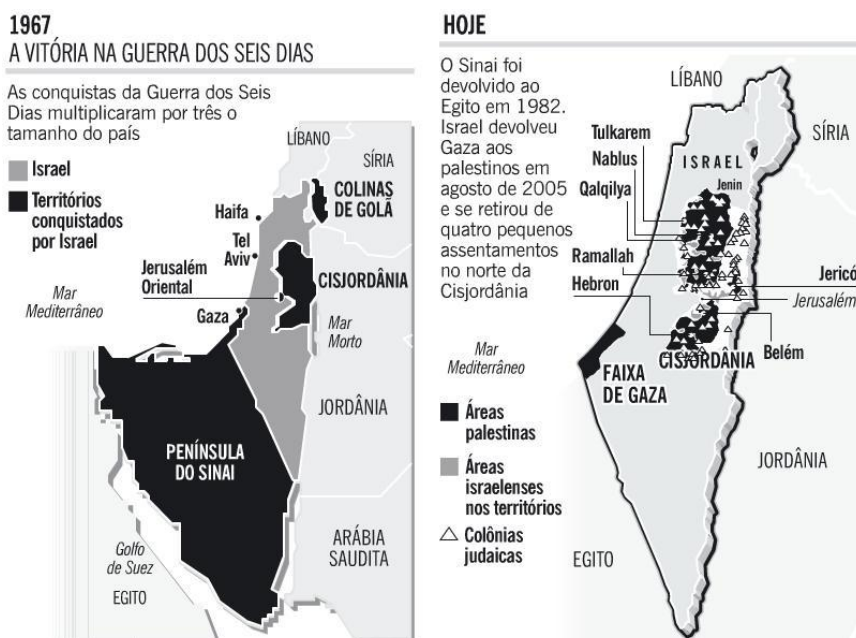 1967
A VITÓRIA NA GUERRA DOS SEIS DIAS
As conquistas da Guerra dos Seis
Dias multiplicaram por três o
tamanho do país
Israel
Territórios
conquistados
por Israel
LÍBANO
SÍRIA
COLINAS
DE GOLÃ
Haifa
Tel
Aviv
Jerusalém
Oriental
CISJORDÂNIA
Mar
Mediterrâneo
Gaza
Mar
Morto
JORDÂNIA
PENÍNSULA
DO SINAI
Golfo
de Suez
EGITO
ARÁBIA
SAUDITA
HOJE
O Sinai foi
devolvido ao
Egito em 1982.
Israel devolveu
Gaza aos
palestinos em
agosto de 2005
e se retirou de
quatro pequenos
assentamentos
no norte da
Cisjordânia
LÍBANO
SÍRIA
Tulkarem
Nablus
Qalqilya
ISRAEL
Jenin
Ramallah
Hebron
Jericó
Jerusalém
Belém
CISJORDÂNIA
Mar
Mediterrâneo
FAIXA
DE GAZA
Áreas
palestinas
Áreas
israelenses
nos territórios
Colônias
judaicas
JORDÂNIA
EGITO